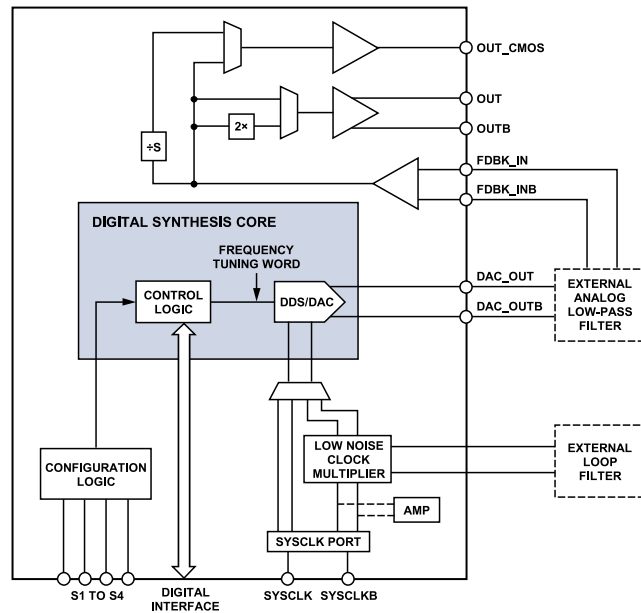 OUT_CMOS
OUT
OUTB
2×
÷S
FDBK_IN
FDBK_INB
DIGITAL SYNTHESIS CORE
FREQUENCY
TUNING WORD
CONTROL
LOGIC
DDS/DAC
DAC_OUT
DAC_OUTB
EXTERNAL
ANALOG
LOW-PASS
FILTER
LOW NOISE
CLOCK
MULTIPLIER
EXTERNAL
LOOP
FILTER
CONFIGURATION
LOGIC
AMP
SYSCLK PORT
S1 TO S4
DIGITAL
INTERFACE
SYSCLK
SYSCLKB